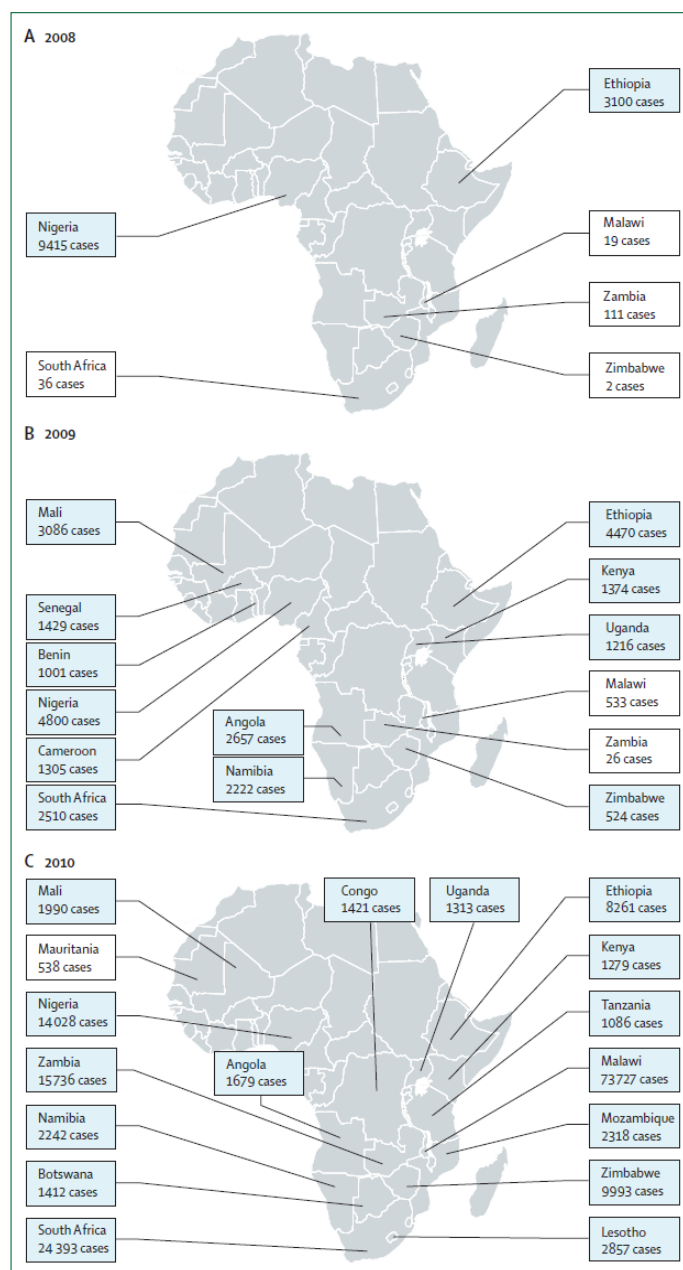 A 2008
Ethiopia
3100 cases
Nigeria
9415 cases
Malawi
19 cases
Zambia
111 cases
South Africa
36 cases
Zimbabwe
2 cases
B 2009
Mali
3086 cases
Ethiopia
4470 cases
Kenya
1374 cases
Senegal
1429 cases
Uganda
1216 cases
Benin
1001 cases
Malawi
533 cases
Nigeria
4800 cases
Angola
2657 cases
Zambia
26 cases
Cameroon
1305 cases
Namibia
2222 cases
South Africa
2510 cases
Zimbabwe
524 cases
C 2010
Mali
1990 cases
Congo
1421 cases
Uganda
1313 cases
Ethiopia
8261 cases
Mauritania
538 cases
Kenya
1279 cases
Nigeria
14 028 cases
Tanzania
1086 cases
Zambia
15 736 cases
Angola
1679 cases
Malawi
73 727 cases
Namibia
2242 cases
Mozambique
2318 cases
Botswana
1412 cases
Zimbabwe
9993 cases
South Africa
24 393 cases
Lesotho
2857 cases